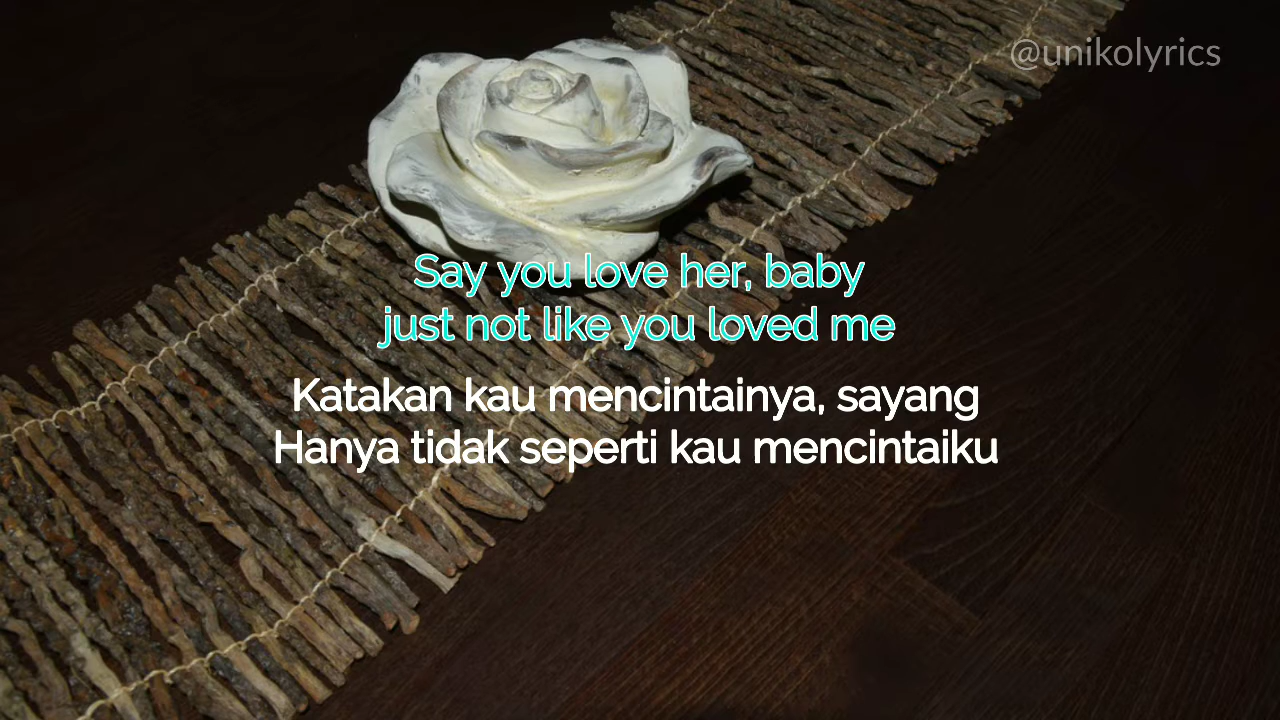 @unikolyrics
Say you love her, baby
just not like you loved me
Katakan kau mencintainya, sayang
Hanya tidak seperti kau mencintaiku